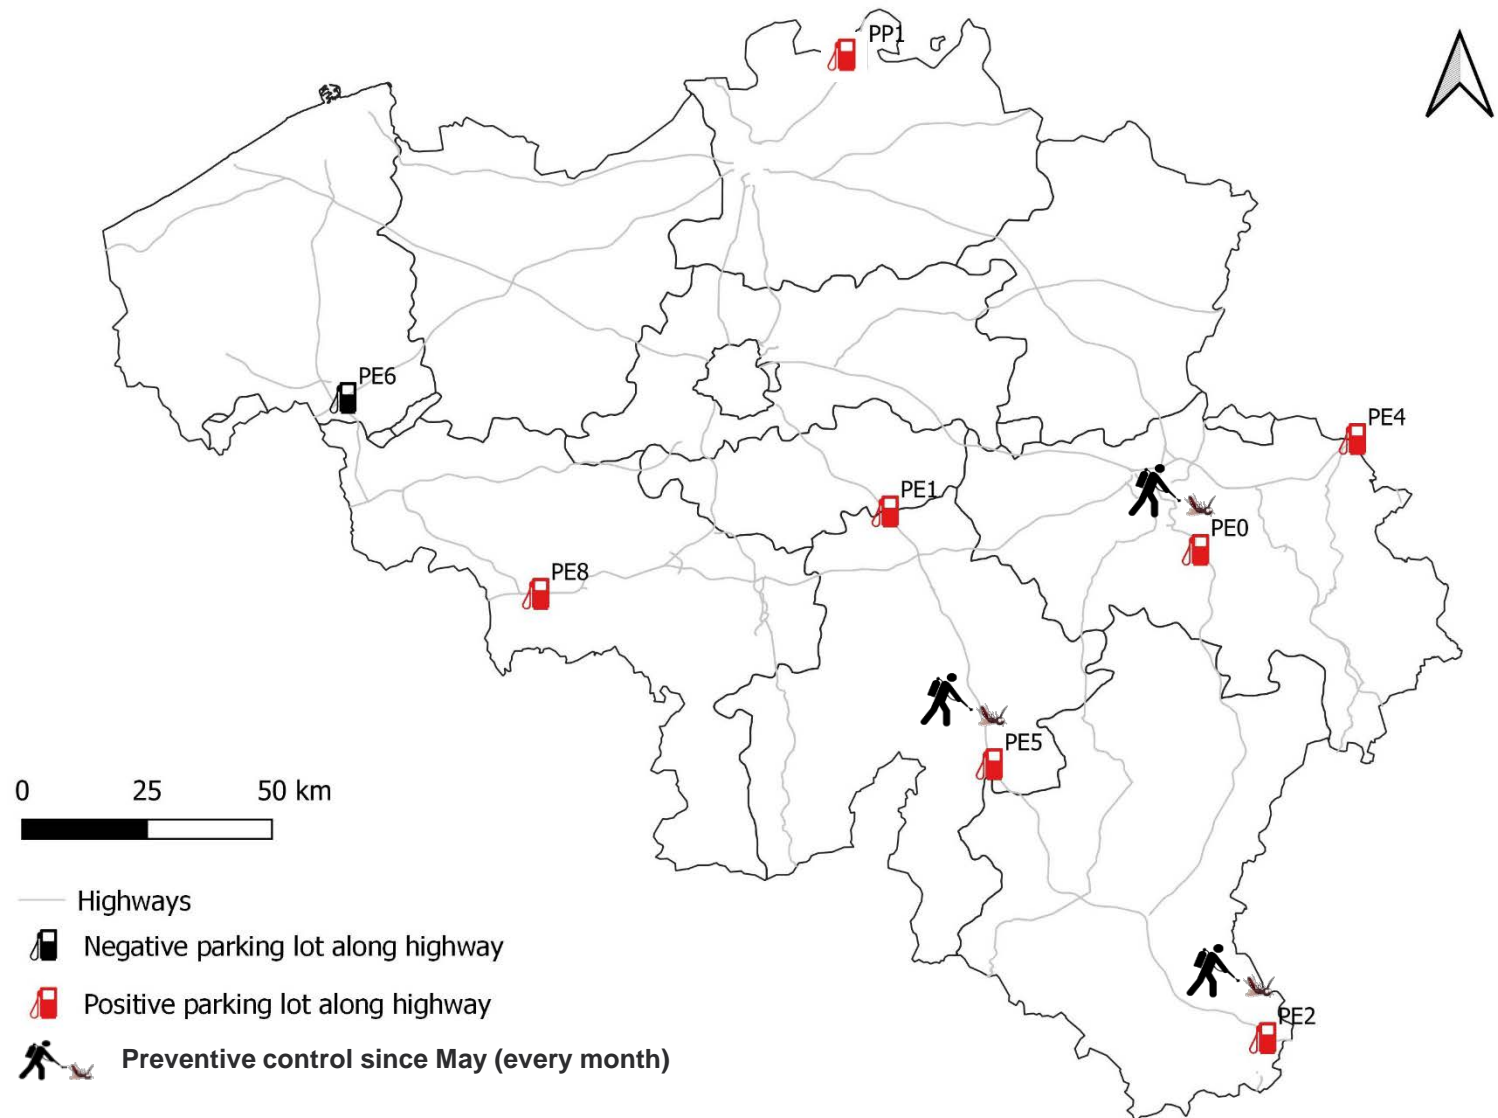 PP1
PE6
PE4
PE1
PE0
PE8
PE5
0 25 50 km
Highways
Negative parking lot along highway
Positive parking lot along highway
PE2
Preventive control since May (every month)